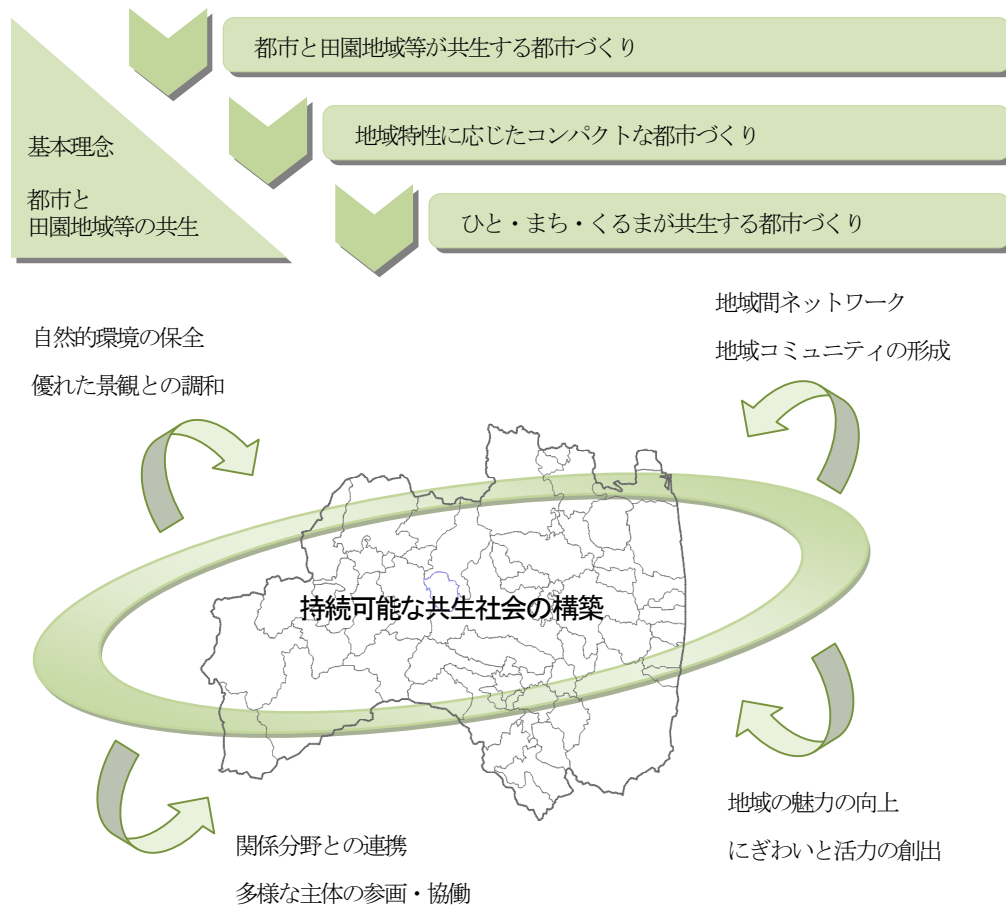 都市と田園地域等が共生する都市づくり
地域特性に応じたコンパクトな都市づくり
ひと・まち・くるまが共生する都市づくり
基本理念
都市と
田園地域等の共生
地域間ネットワーク
地域コミュニティの形成
自然的環境の保全
優れた景観との調和
持続可能な共生社会の構築
地域の魅力の向上
にぎわいと活力の創出
関係分野との連携
多様な主体の参画・協働